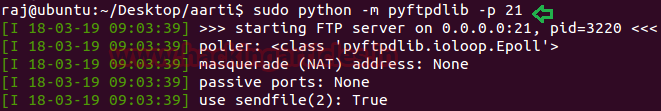 raj@ubuntu:~/Desktop/aarti$ sudo python -m pyftpdlib -p 21
[I 18-03-19 09:03:39] >>> starting FTP server on 0.0.0.0:21, pid=3220 <<<
[I 18-03-19 09:03:39] poller: <class 'pyftpdlib.ioloop.Epoll'>
[I 18-03-19 09:03:39] masquerade (NAT) address: None
[I 18-03-19 09:03:39] passive ports: None
[I 18-03-19 09:03:39] use sendfile(2): True